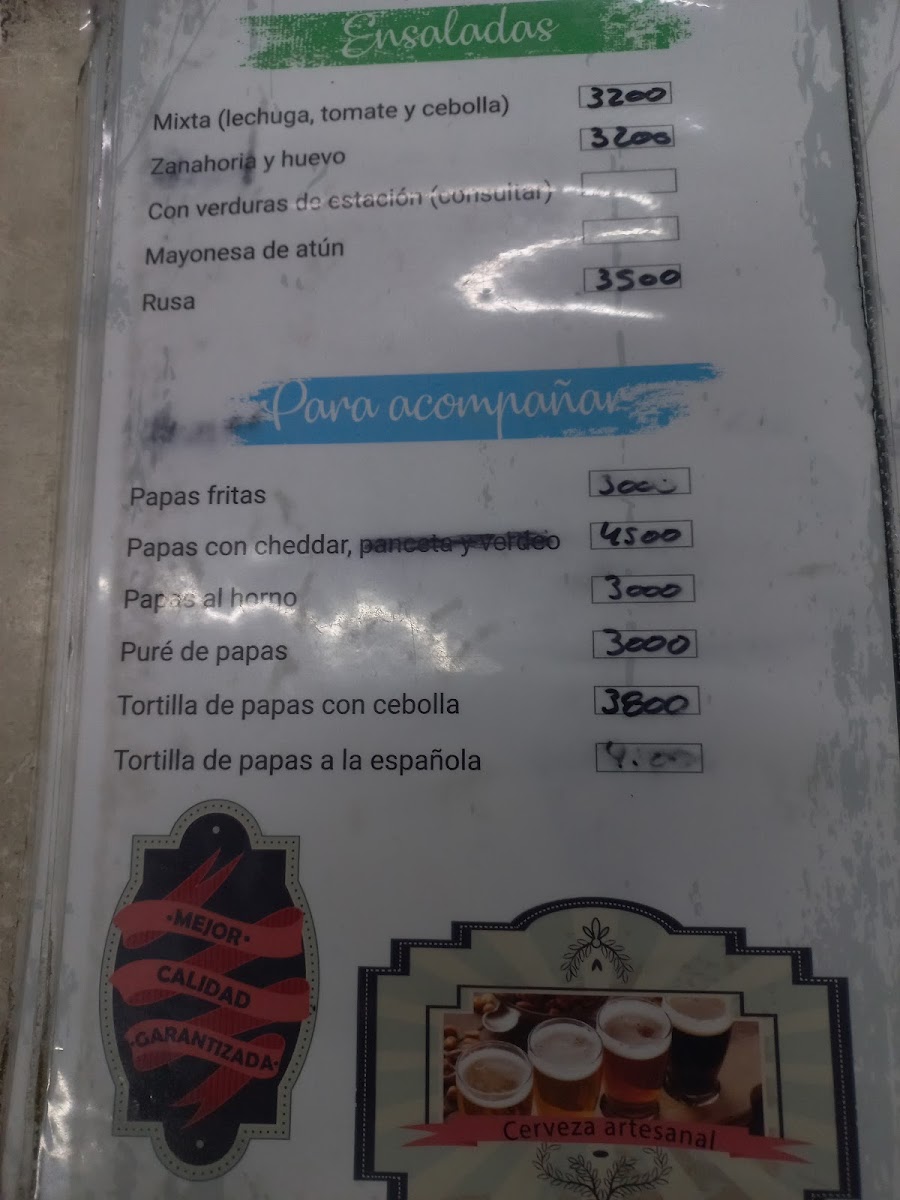 Ensaladas
Mixta (lechuga, tomate y cebolla) 3200
Zanahoria y huevo 3200
Con verduras de estación (consultar)
Mayonesa de atún
Rusa 3500
Para acompañar
Papas fritas
Papas con cheddar, panceta y verdeo 4500
Papas al horno 3000
Puré de papas 3000
Tortilla de papas con cebolla 3800
Tortilla de papas a la española
·MEJOR·
CALIDAD
·GARANTIZADA·
Cerveza artesanal